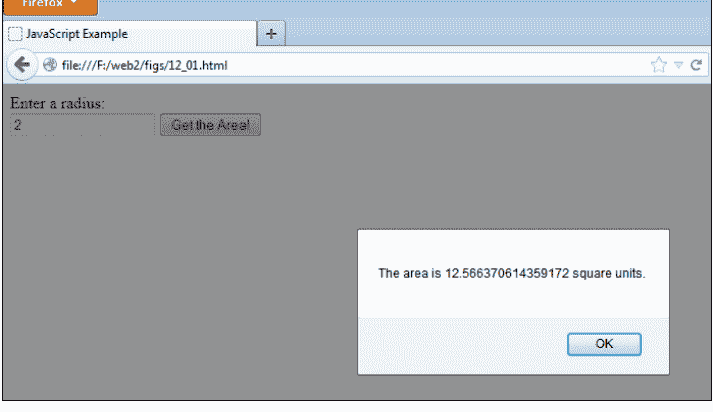 Firefox
JavaScript Example
file:///F:/web2/figs/12_01.html
Enter a radius:
2
Get the Area!
The area is 12.566370614359172 square units.
OK